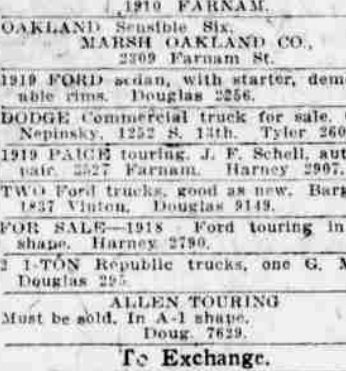 1910 FARNAM.
OAKLAND Sensible Six.
MARSH OAKLAND CO.,
2309 Farnam St.
1919 FORD sedan, with starter, dem
able rims. Douglas 2256.
DODGE Commercial truck for sale.
Nepinsky, 1252 S. 13th. Tyler 260
1919 PAIGE touring. J. F. Schell, aut
pair. 2527 Farnam. Harney 2907.
TWO Ford trucks, good as new. Barg
1837 Vinton. Douglas 9149.
FOR SALE—1918 Ford touring in
shape. Harney 2790.
2 1-TON Republic trucks, one G. M
Douglas 295
ALLEN TOURING
Must be sold. In A-1 shape.
Doug. 7629.
To Exchange.